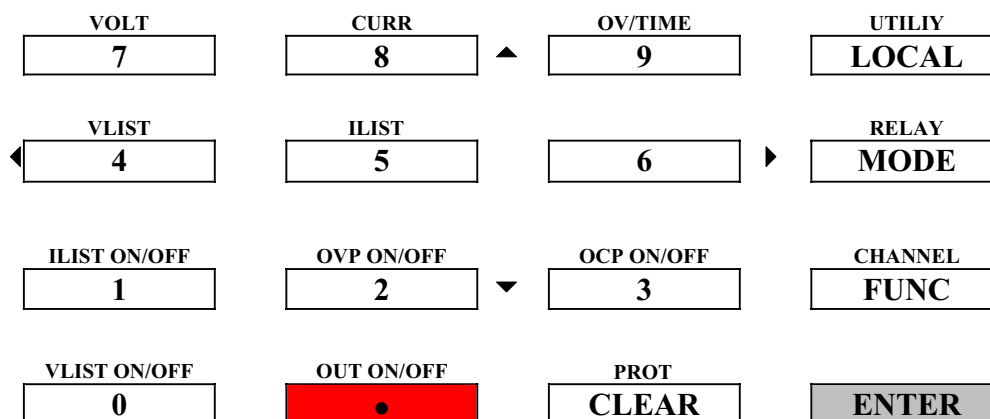 VOLT CURR OV/TIME UTILIY
7 8 9 LOCAL
VLIST ILIST RELAY
4 5 6 MODE
ILIST ON/OFF OVP ON/OFF OCP ON/OFF CHANNEL
1 2 3 FUNC
VLIST ON/OFF OUT ON/OFF PROT
0 • CLEAR ENTER